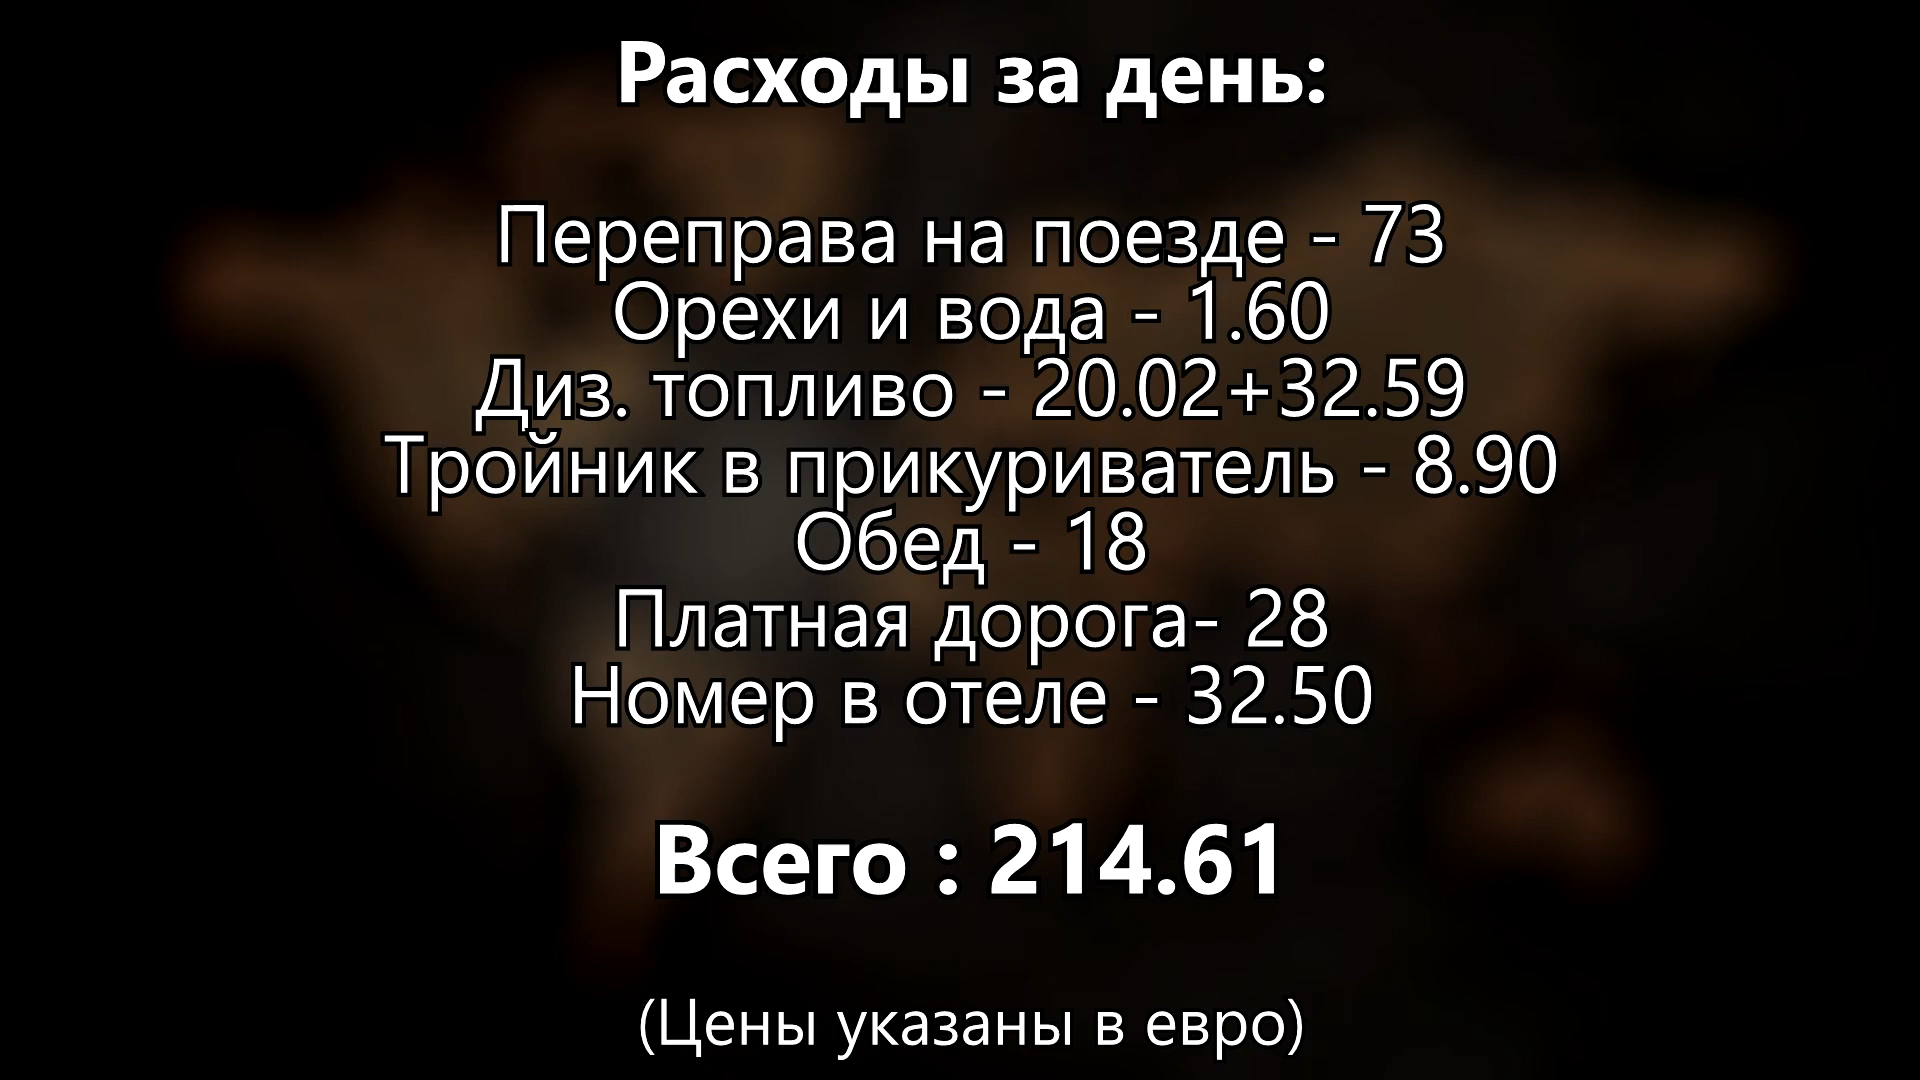 Расходы за день:
Переправа на поезде - 73
Орехи и вода - 1.60
Диз. топливо - 20.02+32.59
Тройник в прикуриватель - 8.90
Обед - 18
Платная дорога- 28
Номер в отеле - 32.50
Всего : 214.61
(Цены указаны в евро)